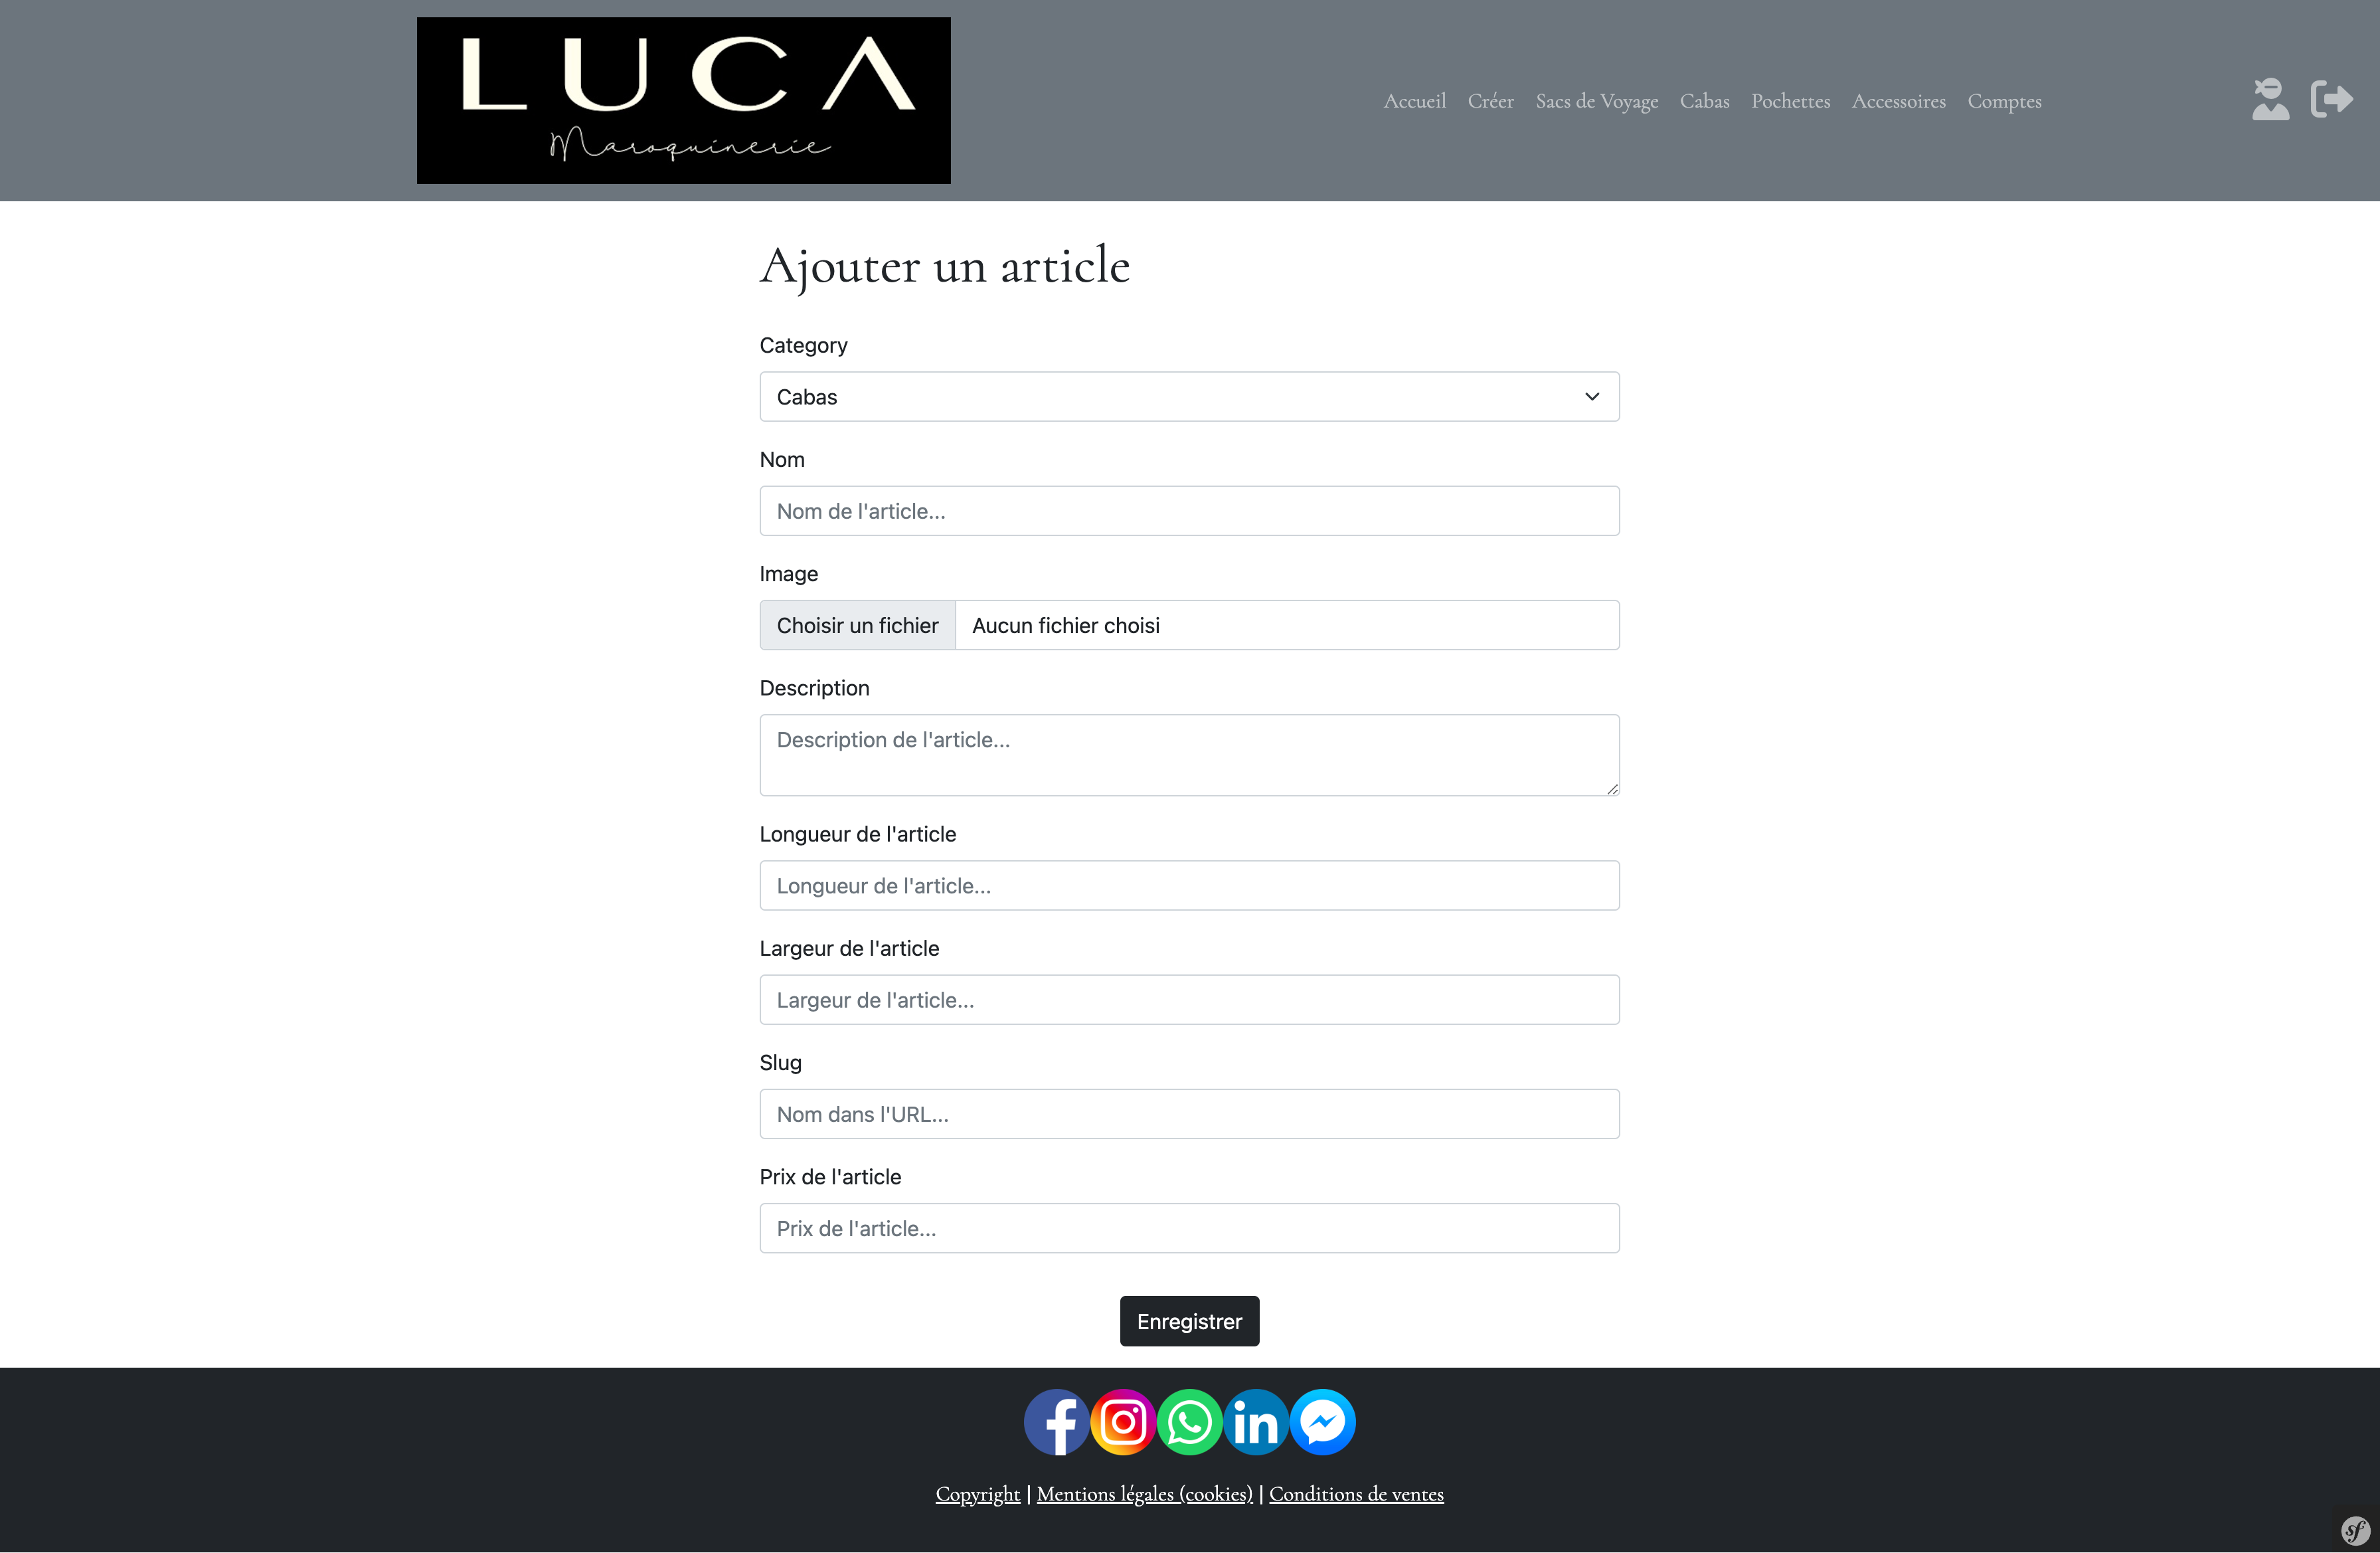 LUCA
Maroquinerie
Accueil Créer Sacs de Voyage Cabas Pochettes Accessoires Comptes
Ajouter un article
Category
Cabas
Nom
Nom de l'article...
Image
Choisir un fichier Aucun fichier choisi
Description
Description de l'article...
Longueur de l'article
Longueur de l'article...
Largeur de l'article
Largeur de l'article...
Slug
Nom dans l'URL...
Prix de l'article
Prix de l'article...
Enregistrer
f in
Copyright | Mentions légales (cookies) | Conditions de ventes
sf